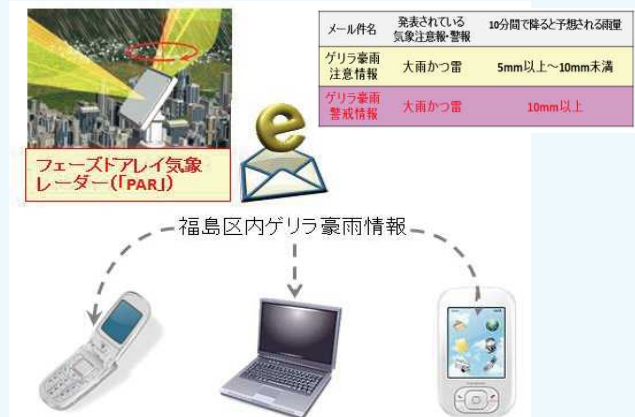 メール件名 発表されている気象注意報・警報 10分間で降ると予想される雨量
ゲリラ豪雨注意情報 大雨かつ雷 5mm以上～10mm未満
ゲリラ豪雨警戒情報 大雨かつ雷 10mm以上
フェーズドアレイ気象
レーダー(「PAR」)
e
福島区内ゲリラ豪雨情報